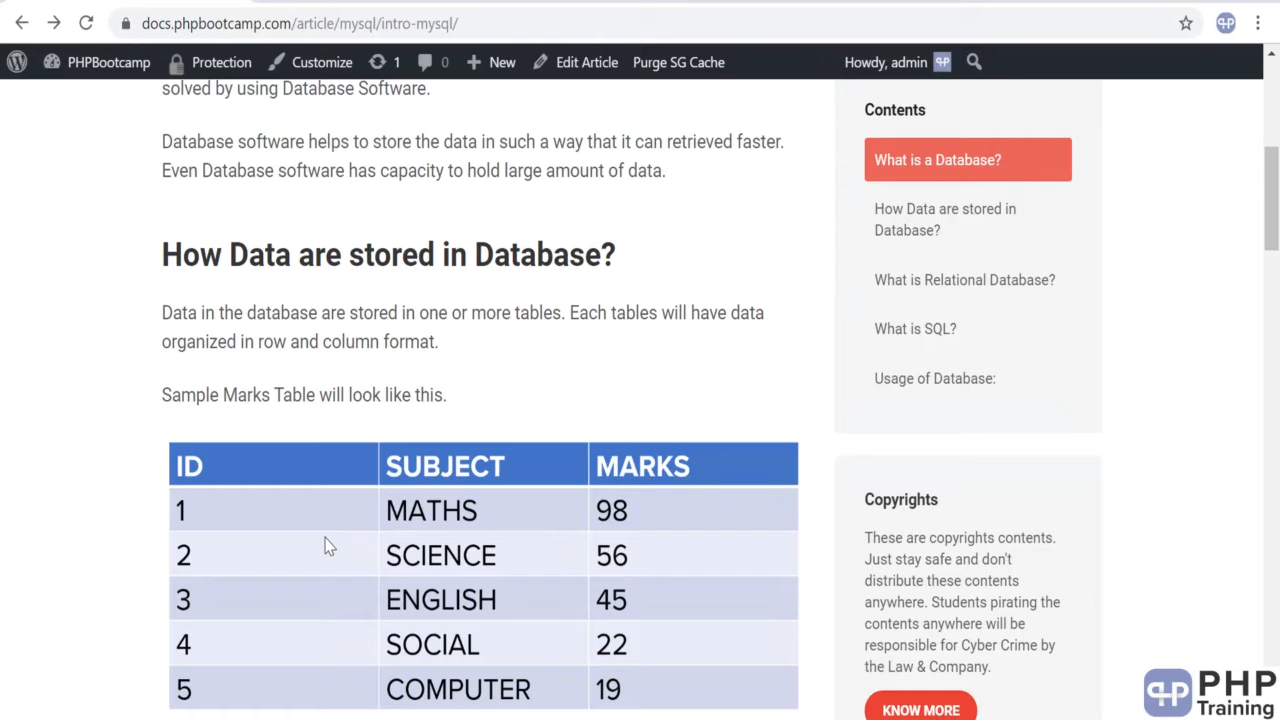 docs.phpbootcamp.com/article/mysql/intro-mysql/
PHPBootcamp Protection Customize 1 0 New Edit Article Purge SG Cache Howdy, admin
solved by using Database Software.
Database software helps to store the data in such a way that it can retrieved faster.
Even Database software has capacity to hold large amount of data.
How Data are stored in Database?
Data in the database are stored in one or more tables. Each tables will have data
organized in row and column format.
Sample Marks Table will look like this.
ID SUBJECT MARKS
1 MATHS 98
2 SCIENCE 56
3 ENGLISH 45
4 SOCIAL 22
5 COMPUTER 19
Contents
What is a Database?
How Data are stored in
Database?
What is Relational Database?
What is SQL?
Usage of Database:
Copyrights
These are copyrights contents.
Just stay safe and don't
distribute these contents
anywhere. Students pirating the
contents anywhere will be
responsible for Cyber Crime by
the Law & Company.
KNOW MORE
PHP
Training